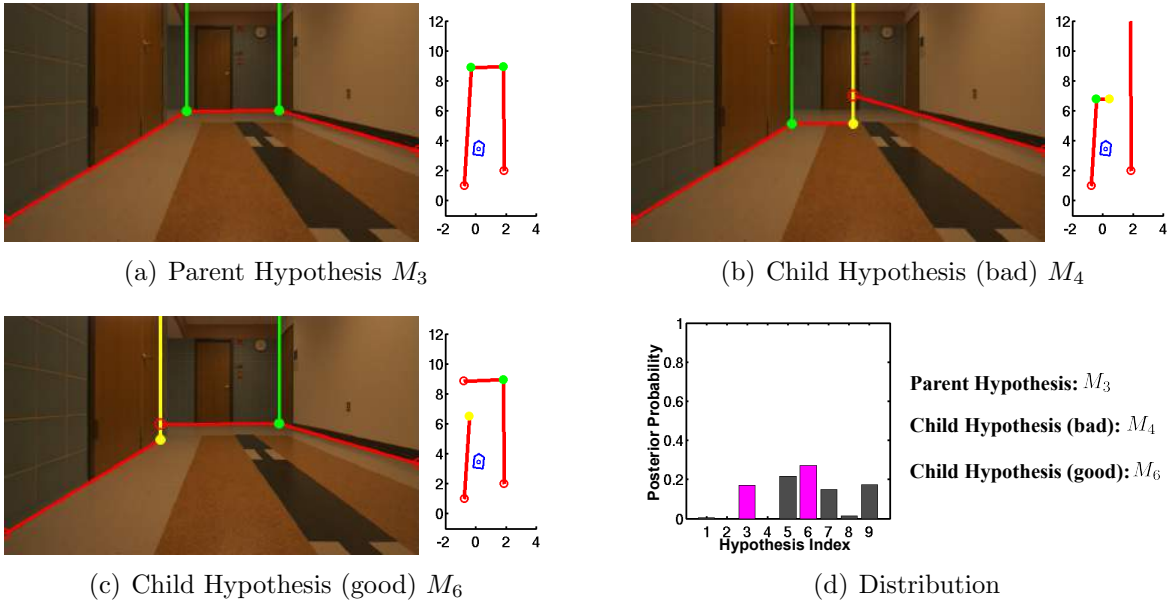 12
10
8
6
4
2
0
-2 0 2 4
(a) Parent Hypothesis M₃
12
10
8
6
4
2
0
-2 0 2 4
(b) Child Hypothesis (bad) M₄
12
10
8
6
4
2
0
-2 0 2 4
(c) Child Hypothesis (good) M₆
Posterior Probability
1
0.8
0.6
0.4
0.2
0
1 2 3 4 5 6 7 8 9
Hypothesis Index
Parent Hypothesis: M₃
Child Hypothesis (bad): M₄
Child Hypothesis (good): M₆
(d) Distribution